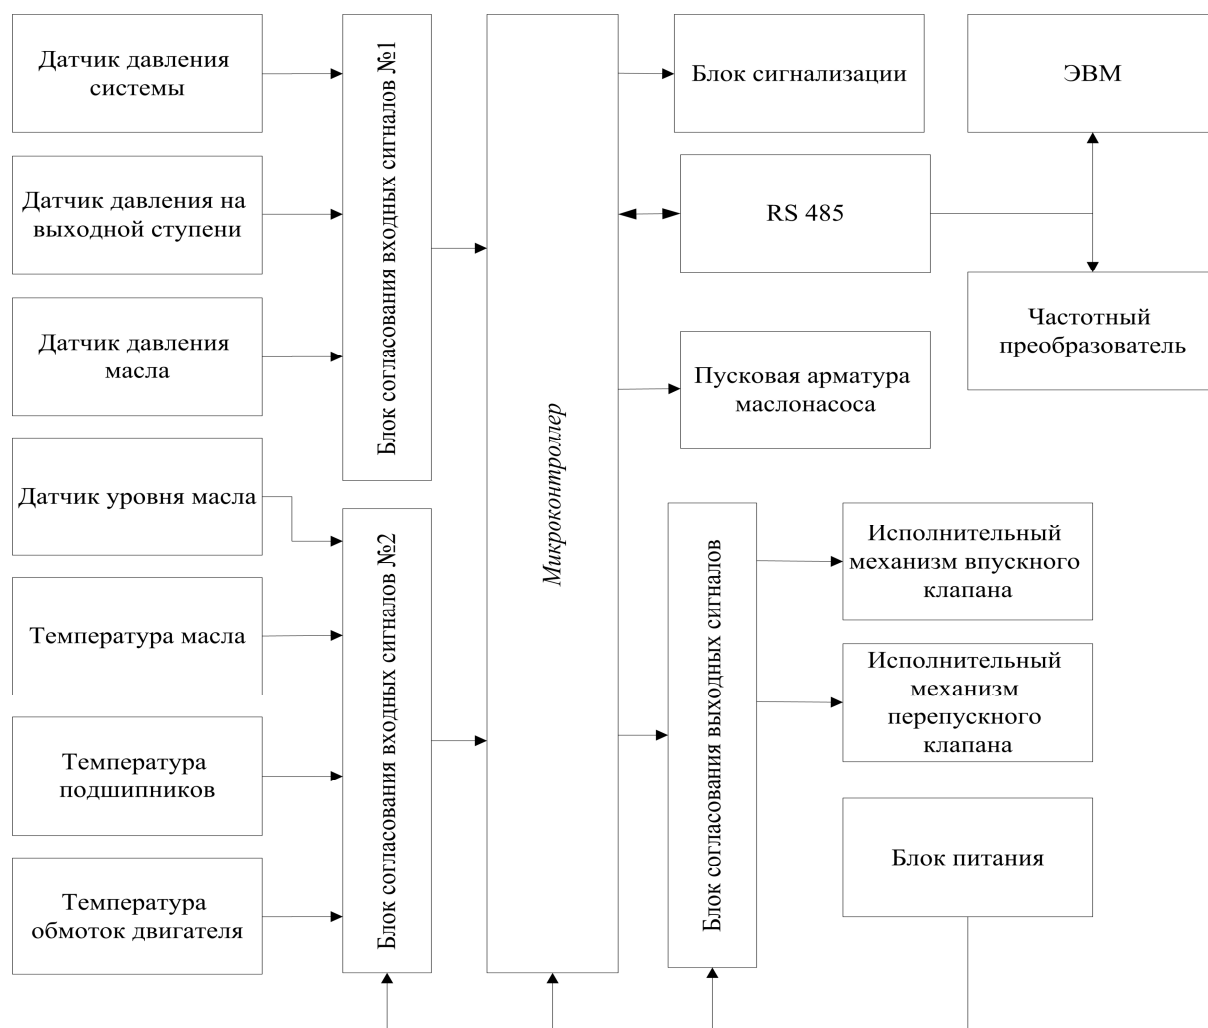 Датчик давления
системы
Датчик давления на
выходной ступени
Датчик давления
масла
Датчик уровня масла
Температура масла
Температура
подшипников
Температура
обмоток двигателя
Блок согласования входных сигналов №1
Блок согласования входных сигналов №2
Микроконтроллер
Блок сигнализации
RS 485
Пусковая арматура
маслонасоса
ЭВМ
Частотный
преобразователь
Блок согласования выходных сигналов
Исполнительный
механизм впускного
клапана
Исполнительный
механизм
перепускного
клапана
Блок питания